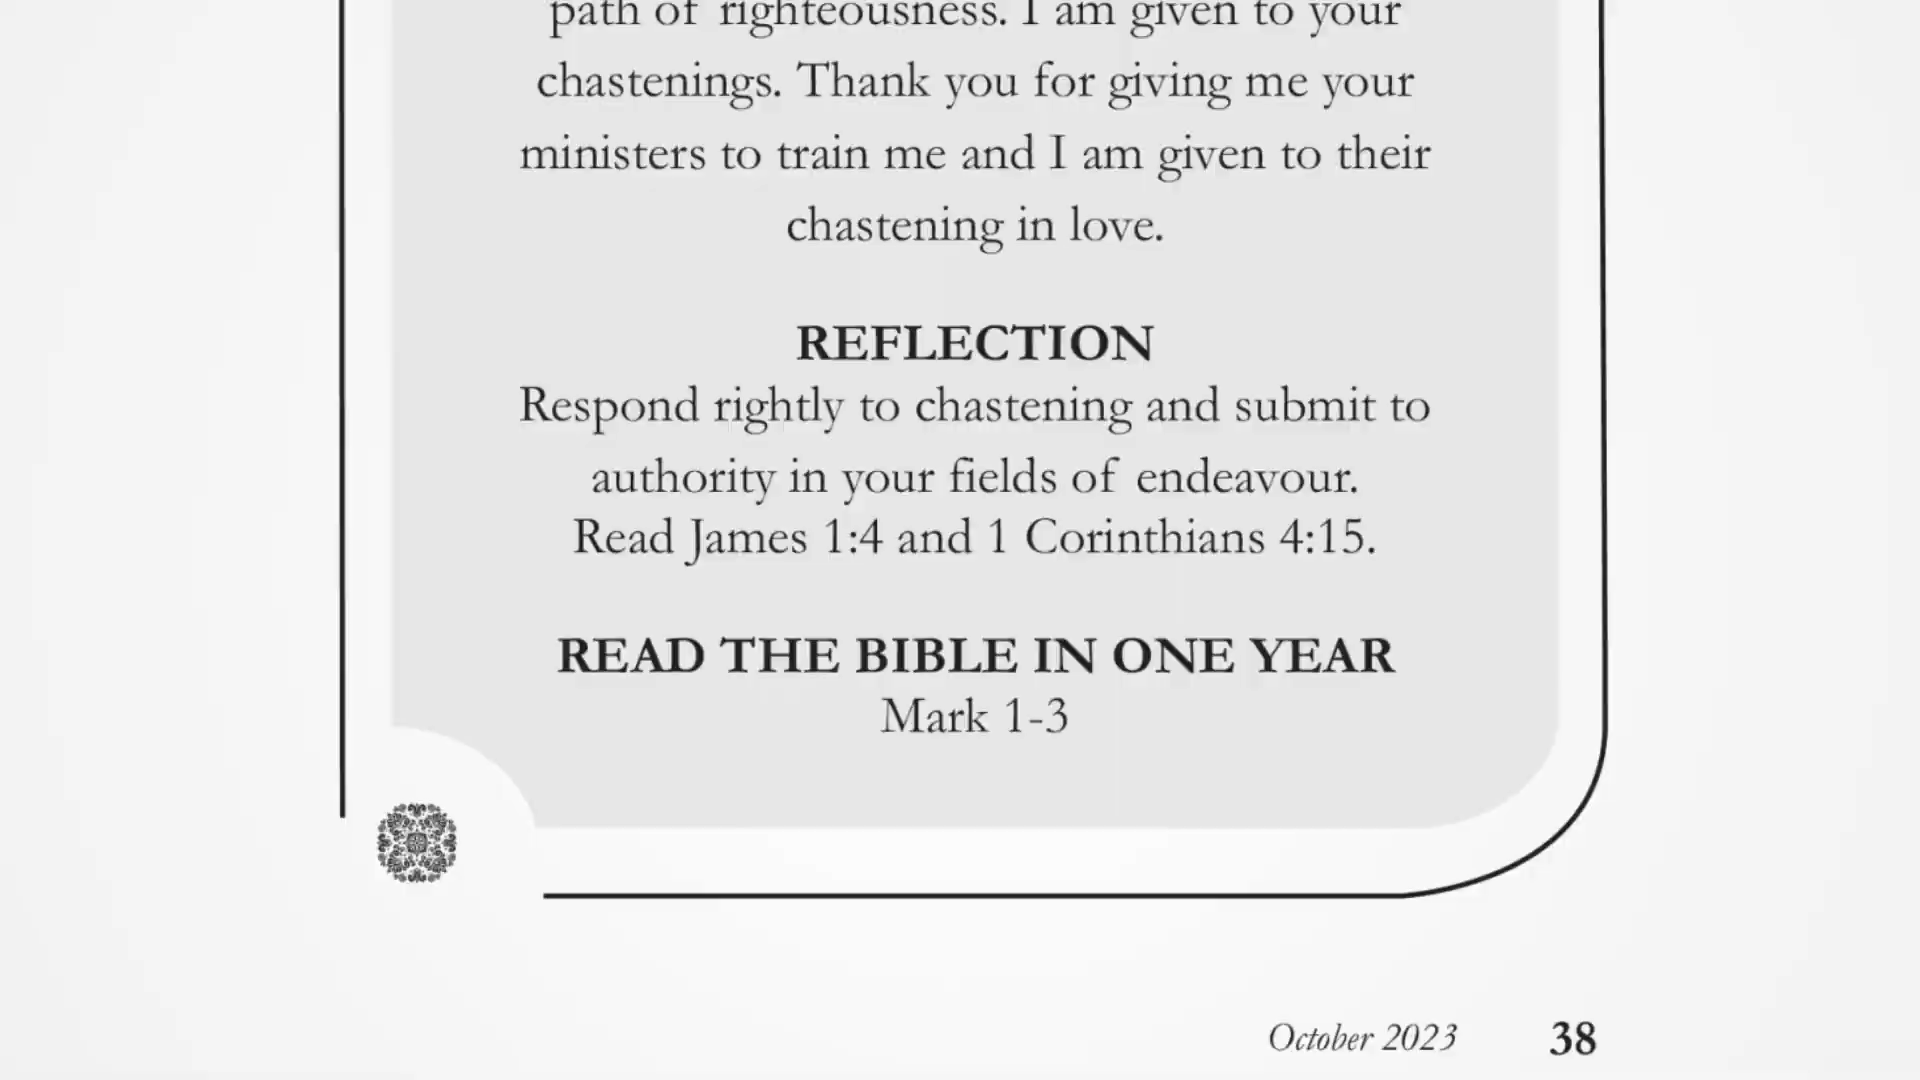 path of righteousness. I am given to your
chastenings. Thank you for giving me your
ministers to train me and I am given to their
chastening in love.
REFLECTION
Respond rightly to chastening and submit to
authority in your fields of endeavour.
Read James 1:4 and 1 Corinthians 4:15.
READ THE BIBLE IN ONE YEAR
Mark 1-3
October 2023 38